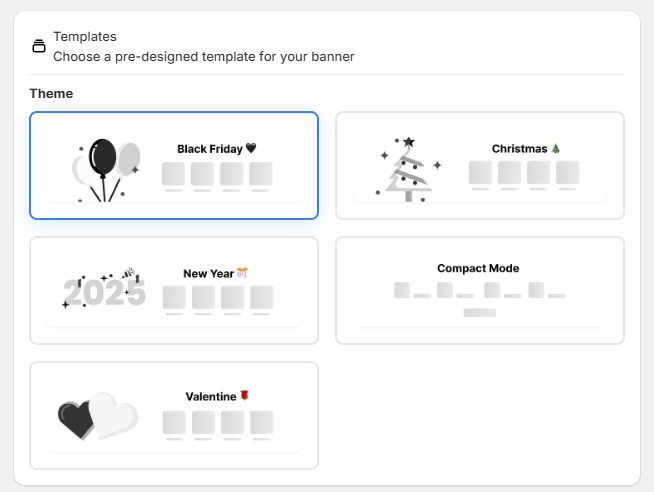 Templates
Choose a pre-designed template for your banner
Theme
Black Friday 🖤
Christmas 🎄
2025
New Year 🎊
Compact Mode
Valentine 🌹